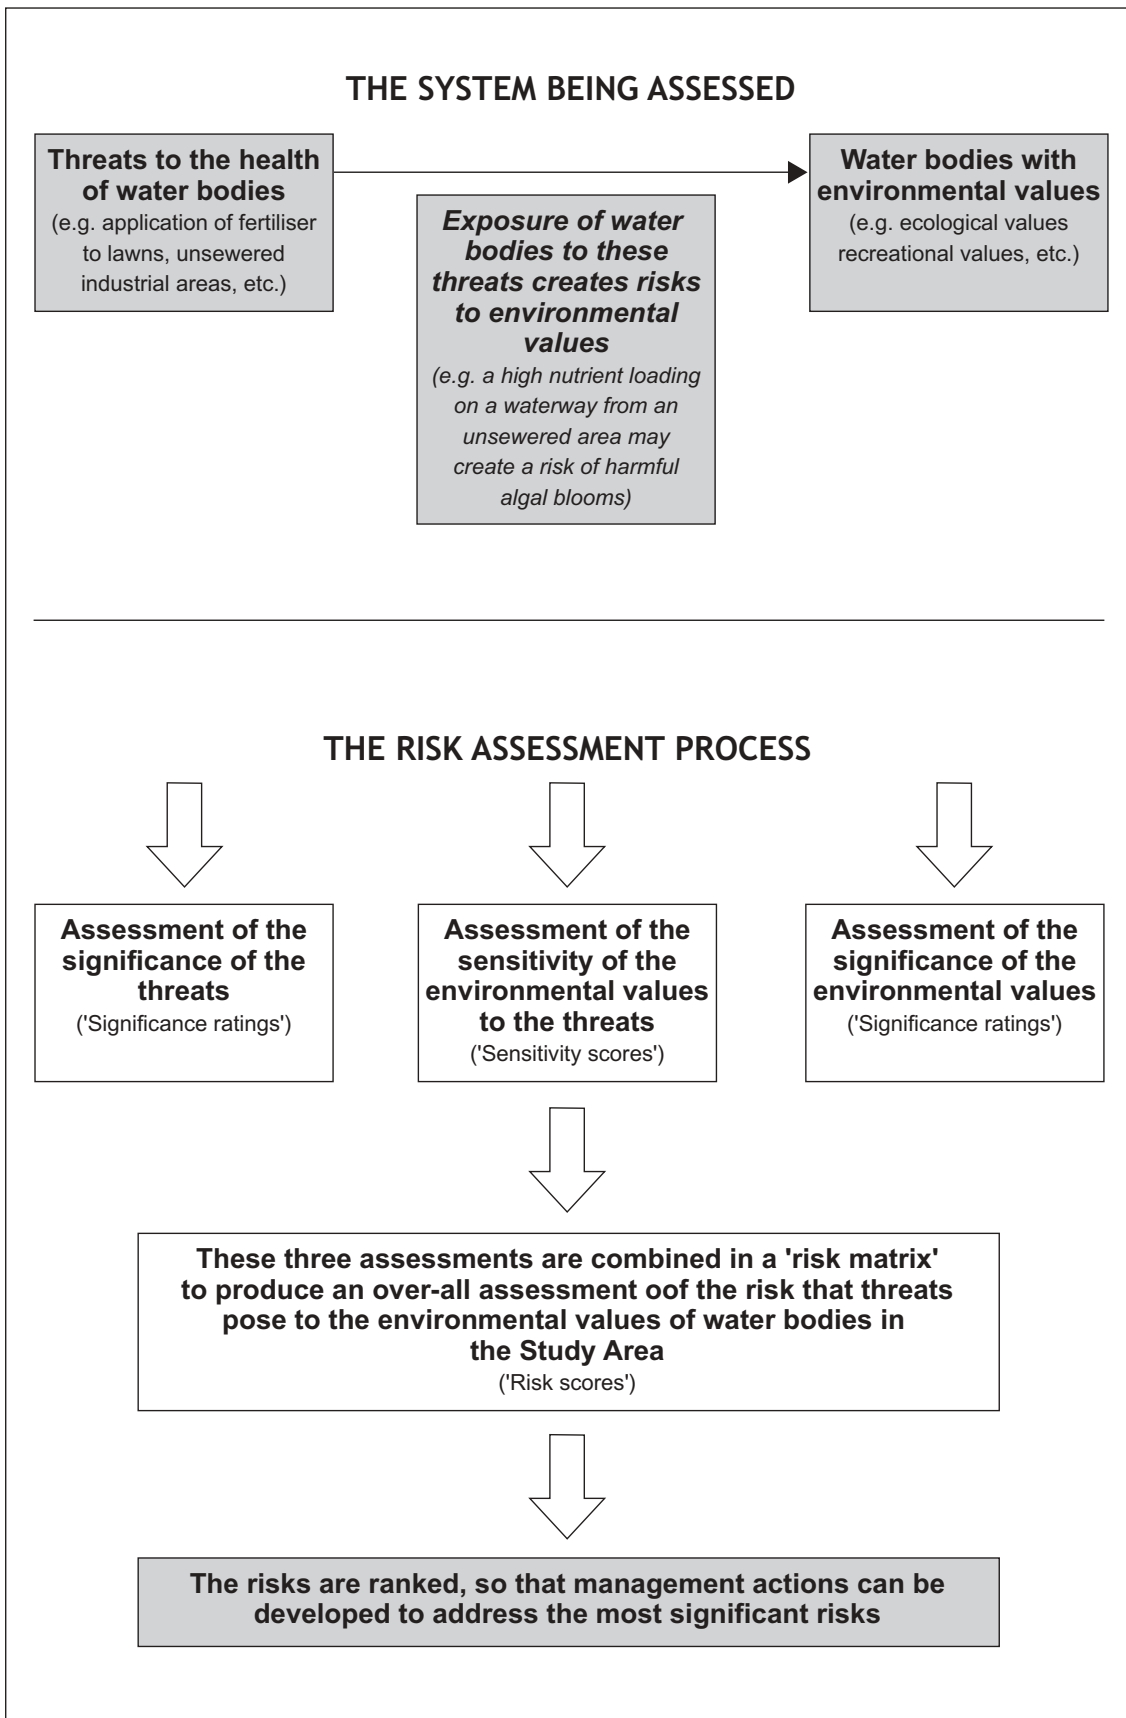 THE SYSTEM BEING ASSESSED
Threats to the health
of water bodies
(e.g. application of fertiliser
to lawns, unsewered
industrial areas, etc.)
Exposure of water
bodies to these
threats creates risks
to environmental
values
(e.g. a high nutrient loading
on a waterway from an
unsewered area may
create a risk of harmful
algal blooms)
Water bodies with
environmental values
(e.g. ecological values
recreational values, etc.)
THE RISK ASSESSMENT PROCESS
Assessment of the
significance of the
threats
('Significance ratings')
Assessment of the
sensitivity of the
environmental values
to the threats
('Sensitivity scores')
Assessment of the
significance of the
environmental values
('Significance ratings')
These three assessments are combined in a 'risk matrix'
to produce an over-all assessment oof the risk that threats
pose to the environmental values of water bodies in
the Study Area
('Risk scores')
The risks are ranked, so that management actions can be
developed to address the most significant risks